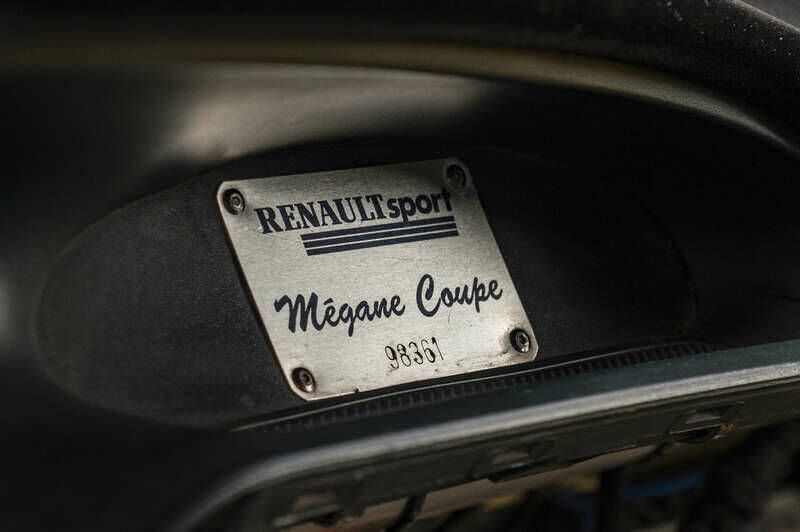 RENAULTsport
Mégane Coupe
98361